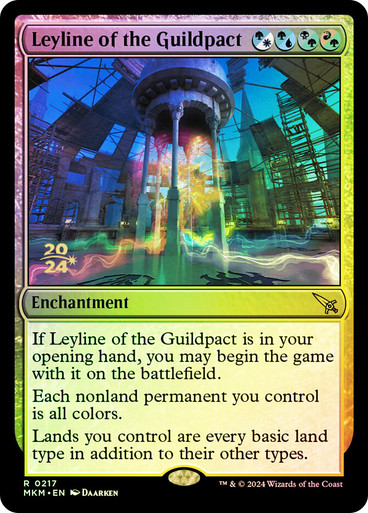 Leyline of the Guildpact
20
24
Enchantment
If Leyline of the Guildpact is in your
opening hand, you may begin the game
with it on the battlefield.
Each nonland permanent you control
is all colors.
Lands you control are every basic land
type in addition to their other types.
R 0217
MKM • EN DAARKEN
™ & © 2024 Wizards of the Coast